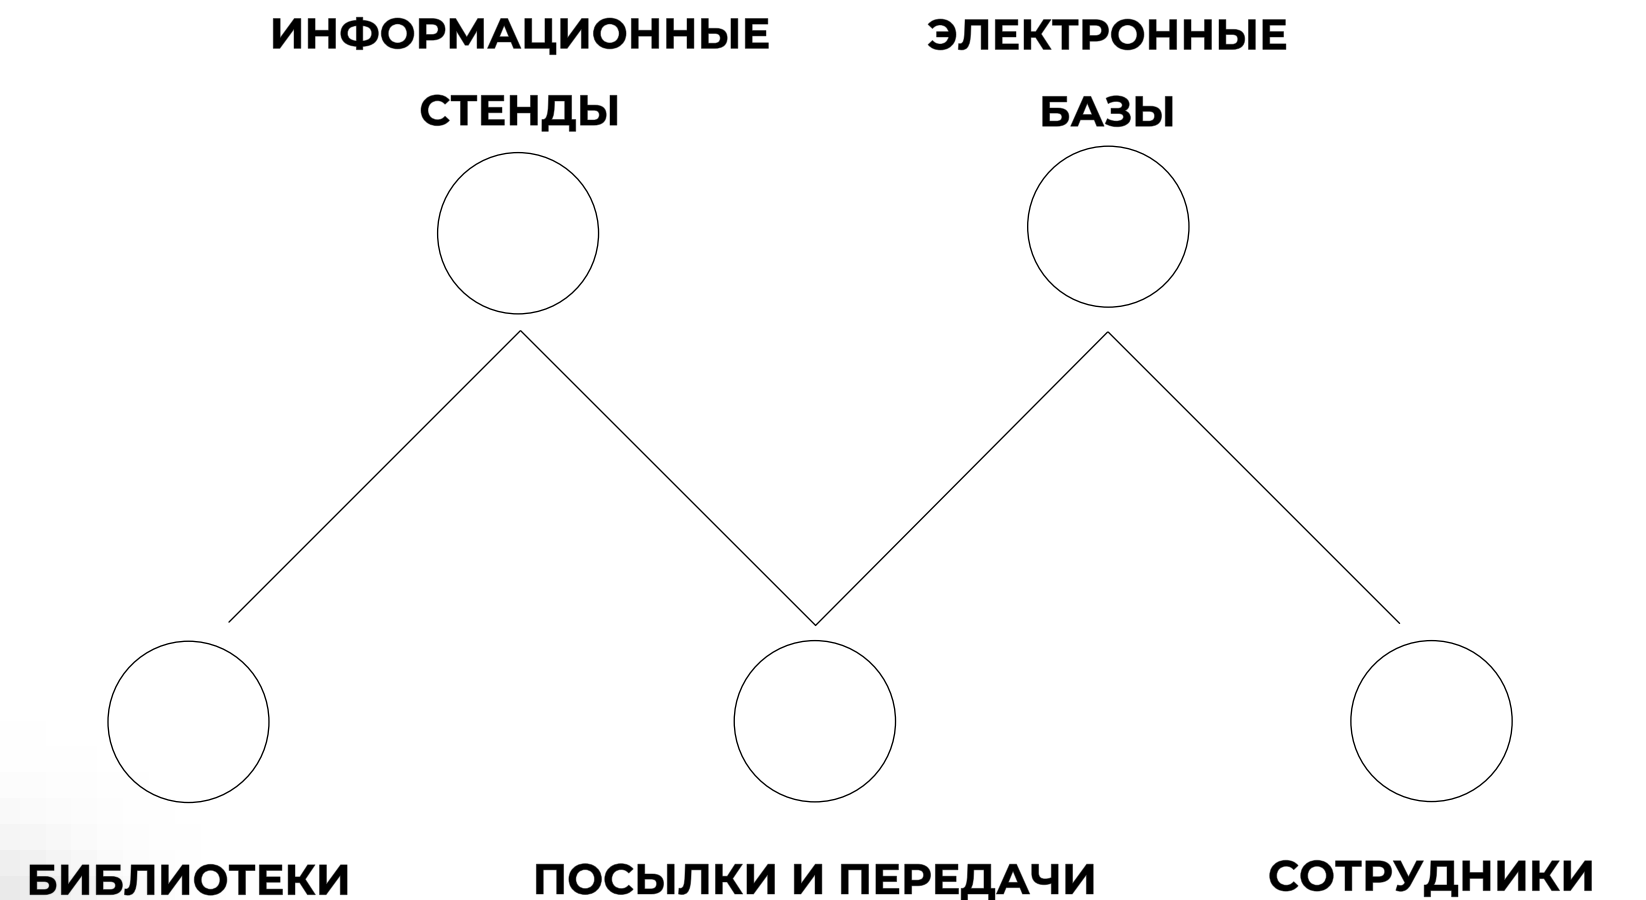 ИНФОРМАЦИОННЫЕ
СТЕНДЫ
ЭЛЕКТРОННЫЕ
БАЗЫ
БИБЛИОТЕКИ
ПОСЫЛКИ И ПЕРЕДАЧИ
СОТРУДНИКИ